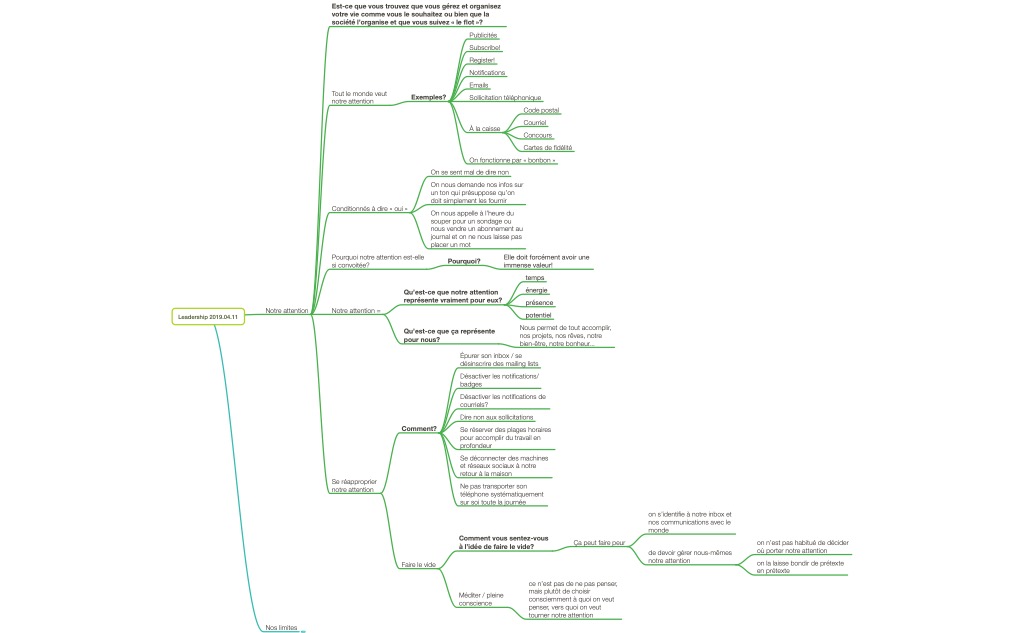 Est-ce que vous trouvez que vous gérez et organisez
votre vie comme vous le souhaitez ou bien que la
société l'organise et que vous suivez « le flot »?
Publicités
Subscribe!
Register!
Notifications
Emails
Sollicitation téléphonique
Tout le monde veut
notre attention
Exemples?
À la caisse
Code postal
Courriel
Concours
Cartes de fidélité
On fonctionne par « bonbon »
Conditionnés à dire « oui »
On se sent mal de dire non
On nous demande nos infos sur
un ton qui présuppose qu'on
doit simplement les fournir
On nous appelle à l'heure du
souper pour un sondage ou
nous vendre un abonnement au
journal et on ne nous laisse pas
placer un mot
Pourquoi notre attention est-elle
si convoitée?
Pourquoi?
Elle doit forcément avoir une
immense valeur!
Leadership 2019.04.11
Notre attention
Notre attention =
Qu'est-ce que notre attention
représente vraiment pour eux?
temps
énergie
présence
potentiel
Qu'est-ce que ça représente
pour nous?
Nous permet de tout accomplir,
nos projets, nos rêves, notre
bien-être, notre bonheur...
Se réapproprier
notre attention
Comment?
Épurer son inbox / se
désinscrire des mailing lists
Désactiver les notifications/
badges
Désactiver les notifications de
courriels?
Dire non aux sollicitations
Se réserver des plages horaires
pour accomplir du travail en
profondeur
Se déconnecter des machines
et réseaux sociaux à notre
retour à la maison
Ne pas transporter son
téléphone systématiquement
sur soi toute la journée
Faire le vide
Comment vous sentez-vous
à l'idée de faire le vide?
Ça peut faire peur
on s'identifie à notre inbox et
nos communications avec le
monde
de devoir gérer nous-mêmes
notre attention
on n'est pas habitué de décider
où porter notre attention
on la laisse bondir de prétexte
en prétexte
Méditer / pleine
conscience
ce n'est pas de ne pas penser,
mais plutôt de choisir
consciemment à quoi on veut
penser, vers quoi on veut
tourner notre attention
Nos limites